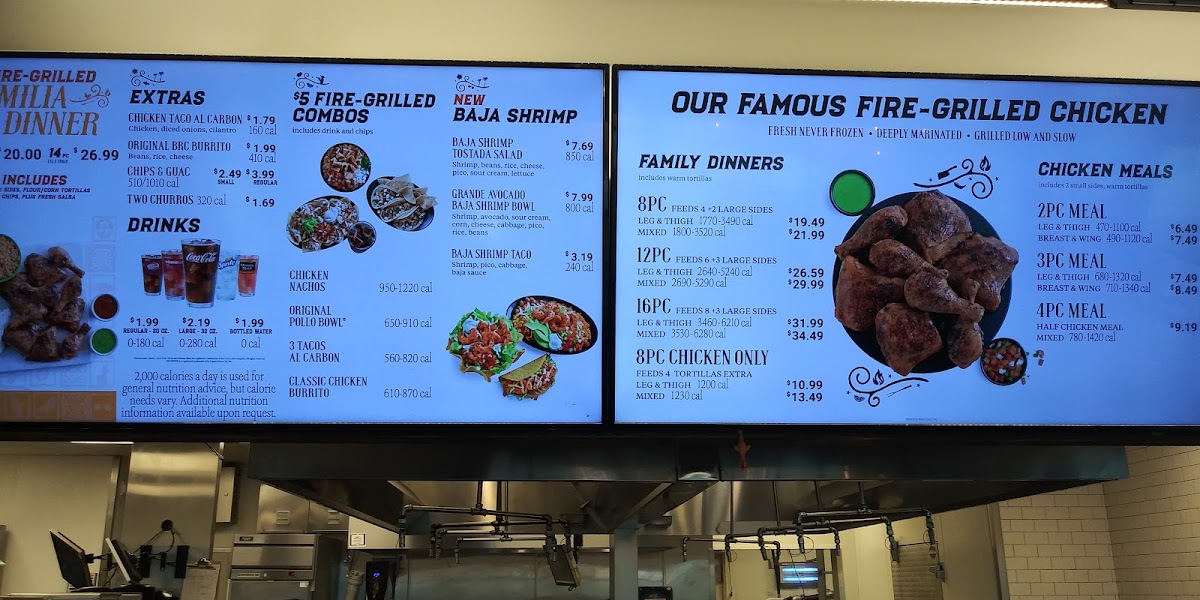 RE-GRILLED
MILIA
DINNER
$20.00 14 PC $26.99
INCLUDES
SIDES, FLOUR/CORN TORTILLAS
CHIPS, PLUS FRESH SALSA
EXTRAS
CHICKEN TACO AL CARBON $1.79
Chicken, diced onions, cilantro 160 cal
ORIGINAL BRC BURRITO $1.99
Beans, rice, cheese 410 cal
CHIPS & GUAC $2.49 $3.99
510/1010 cal SMALL REGULAR
TWO CHURROS 320 cal $1.69
DRINKS
Coca-Cola
$1.99 $2.19 $1.99
REGULAR - 20 OZ. LARGE - 32 OZ. BOTTLED WATER
0-180 cal 0-280 cal 0 cal
2,000 calories a day is used for
general nutrition advice, but calorie
needs vary. Additional nutrition
information available upon request.
$5 FIRE-GRILLED
COMBOS
includes drink and chips
CHICKEN
NACHOS 950-1220 cal
ORIGINAL
POLLO BOWL® 650-910 cal
3 TACOS
AL CARBON 560-820 cal
CLASSIC CHICKEN
BURRITO 610-870 cal
NEW
BAJA SHRIMP
BAJA SHRIMP $7.69
TOSTADA SALAD 850 cal
Shrimp, beans, rice, cheese,
pico, sour cream, lettuce
GRANDE AVOCADO $7.99
BAJA SHRIMP BOWL 800 cal
Shrimp, avocado, sour cream,
corn, cheese, cabbage, pico,
rice, beans
BAJA SHRIMP TACO $3.19
Shrimp, pico, cabbage, 240 cal
baja sauce
OUR FAMOUS FIRE-GRILLED CHICKEN
FRESH NEVER FROZEN • DEEPLY MARINATED • GRILLED LOW AND SLOW
FAMILY DINNERS
includes warm tortillas
8PC FEEDS 4 +2 LARGE SIDES
LEG & THIGH 1770-3490 cal $19.49
MIXED 1800-3520 cal $21.99
12PC FEEDS 6 +3 LARGE SIDES
LEG & THIGH 2640-5240 cal $26.59
MIXED 2690-5290 cal $29.99
16PC FEEDS 8 +3 LARGE SIDES
LEG & THIGH 3460-6210 cal $31.99
MIXED 3550-6280 cal $34.49
8PC CHICKEN ONLY
FEEDS 4 TORTILLAS EXTRA
LEG & THIGH 1200 cal $10.99
MIXED 1230 cal $13.49
CHICKEN MEALS
includes 2 small sides, warm tortillas
2PC MEAL
LEG & THIGH 470-1100 cal $6.49
BREAST & WING 490-1120 cal $7.49
3PC MEAL
LEG & THIGH 680-1320 cal $7.49
BREAST & WING 710-1340 cal $8.49
4PC MEAL
HALF CHICKEN MEAL $9.19
MIXED 780-1420 cal